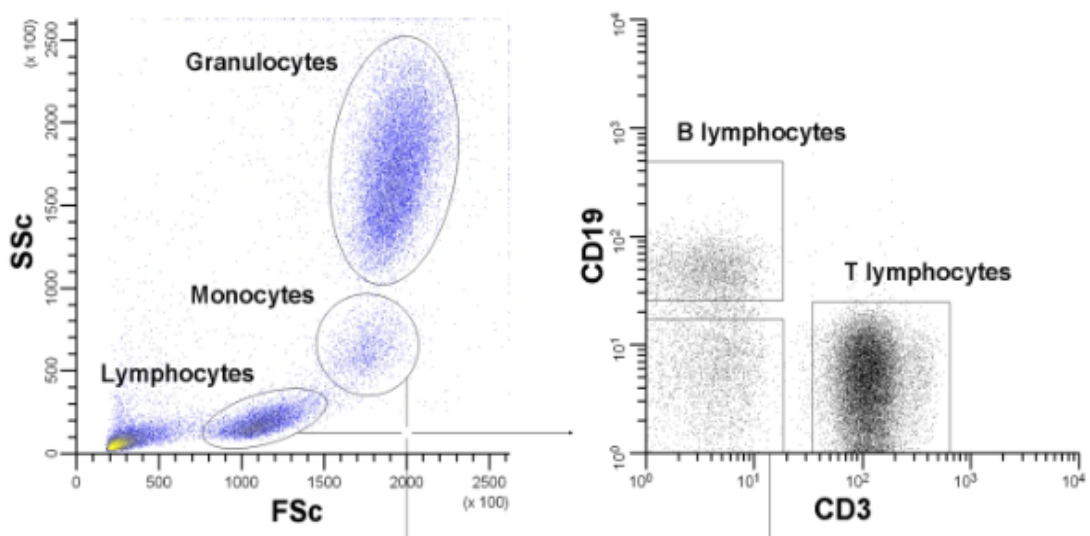 (x 100)
2500
2000
1500
1000
500
0
SSc
Granulocytes
Monocytes
Lymphocytes
0 500 1000 1500 2000 2500
(x 100)
FSc
10⁴
10³
10²
10¹
10⁰
CD19
B lymphocytes
T lymphocytes
10⁰ 10¹ 10² 10³ 10⁴
CD3